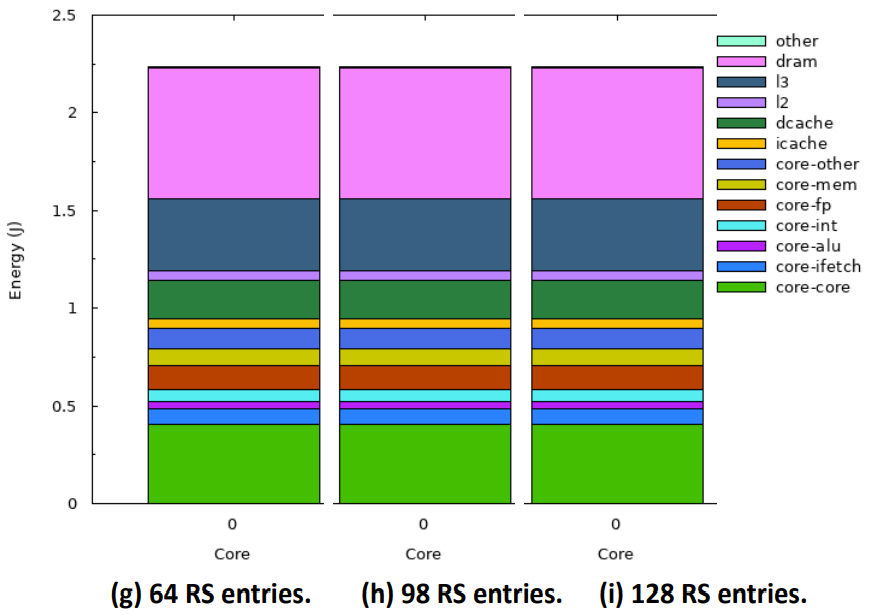 2.5
2
1.5
1
0.5
0
Energy (J)
other
dram
l3
l2
dcache
icache
core-other
core-mem
core-fp
core-int
core-alu
core-ifetch
core-core
0 0 0
Core Core Core
(g) 64 RS entries. (h) 98 RS entries. (i) 128 RS entries.